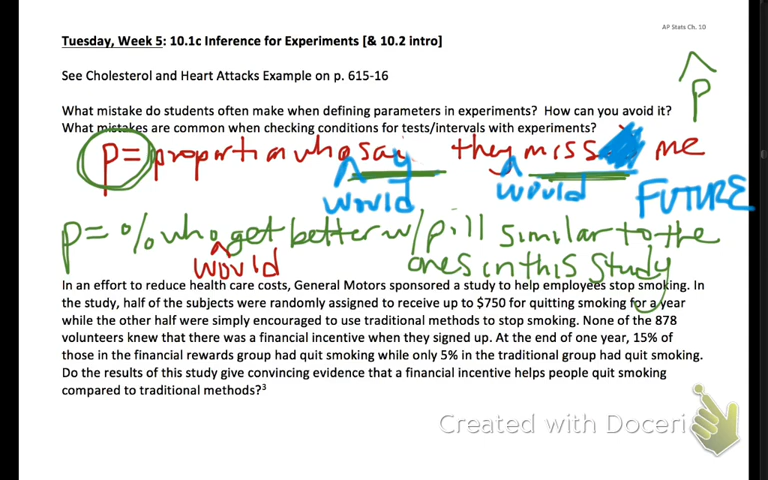 AP Stats Ch. 10
Tuesday, Week 5: 10.1c Inference for Experiments [& 10.2 intro]
See Cholesterol and Heart Attacks Example on p. 615-16
p̂
What mistake do students often make when defining parameters in experiments? How can you avoid it?
What mistakes are common when checking conditions for tests/intervals with experiments?
p = proportion who say they miss me
would would FUTURE
p = % who get better w/ pill similar to the
would ones in this study
In an effort to reduce health care costs, General Motors sponsored a study to help employees stop smoking. In
the study, half of the subjects were randomly assigned to receive up to $750 for quitting smoking for a year
while the other half were simply encouraged to use traditional methods to stop smoking. None of the 878
volunteers knew that there was a financial incentive when they signed up. At the end of one year, 15% of
those in the financial rewards group had quit smoking while only 5% in the traditional group had quit smoking.
Do the results of this study give convincing evidence that a financial incentive helps people quit smoking
compared to traditional methods?³
Created with Doceri